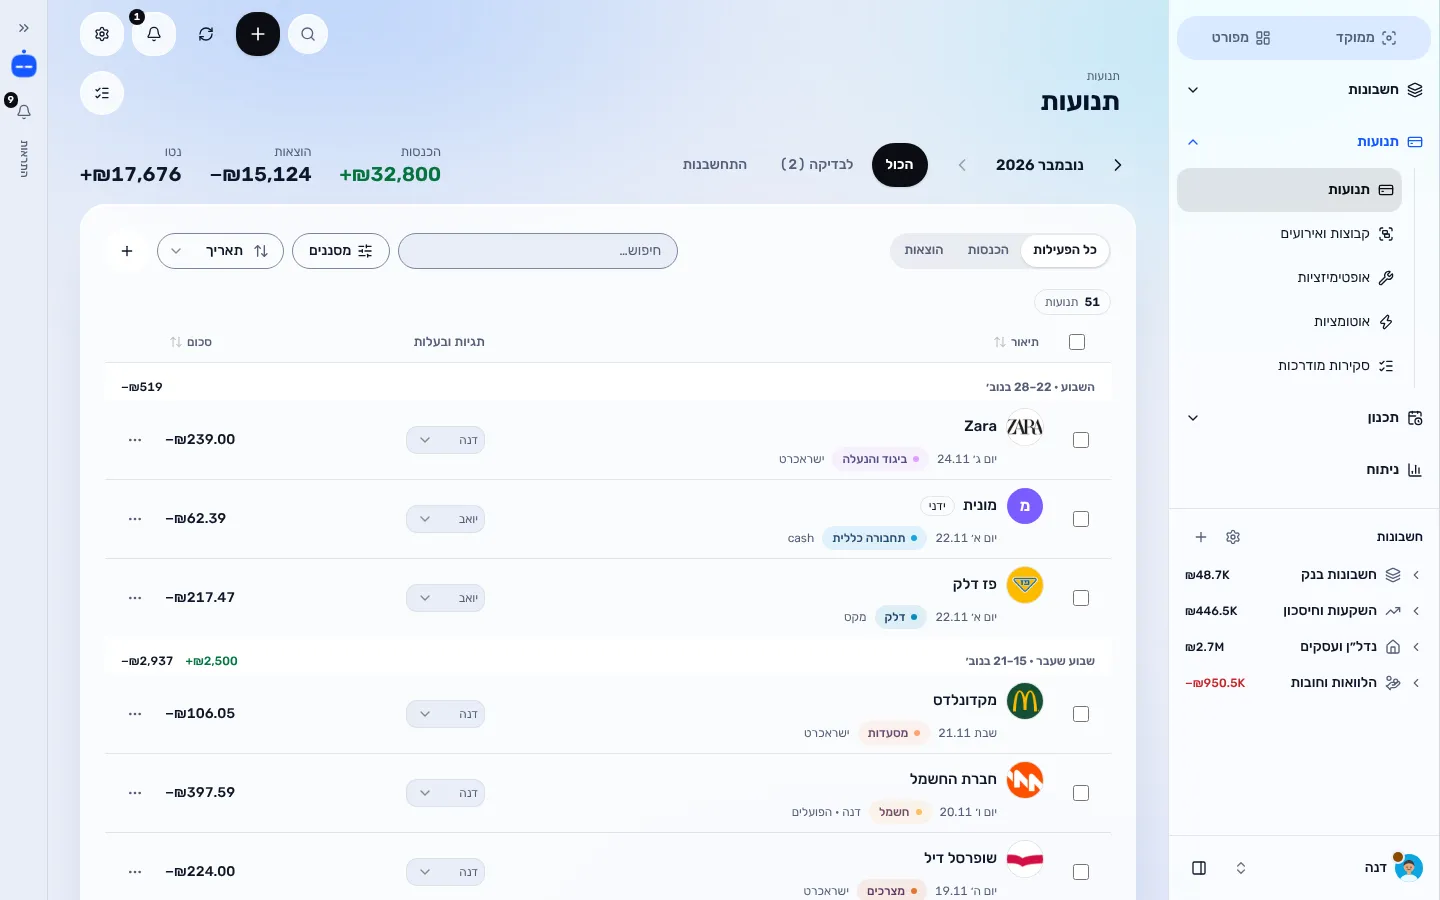 ממוקד
מפורט
חשבונות
תנועות
תנועות
קבוצות ואירועים
אופטימיזציות
אוטומציות
סקירות מודרכות
תכנון
ניתוח
חשבונות
חשבונות בנק ₪48.7K
השקעות וחיסכון ₪446.5K
נדל״ן ועסקים ₪2.7M
הלוואות וחובות −₪950.5K
דנה
תנועות
תנועות
1
נובמבר 2026
הכול
לבדיקה (2)
התחשבנות
הכנסות
+₪32,800
הוצאות
−₪15,124
נטו
+₪17,676
כל הפעילות
הכנסות
הוצאות
חיפוש...
מסננים
תאריך
51 תנועות
תיאור
תגיות ובעלות
סכום
השבוע · 22–28 בנוב׳ −₪519
ZARA
Zara
יום ג׳ 24.11 ביגוד והנעלה ישראכרט
דנה
−₪239.00
מ
מונית ידני
יום א׳ 22.11 תחבורה כללית cash
יואב
−₪62.39
פז
פז דלק
יום א׳ 22.11 דלק מקס
יואב
−₪217.47
שבוע שעבר · 15–21 בנוב׳ +₪2,500 −₪2,937
מקדונלדס
שבת 21.11 מסעדות ישראכרט
דנה
−₪106.05
חברת החשמל
יום ו׳ 20.11 חשמל דנה · הפועלים
דנה
−₪397.59
שופרסל דיל
יום ה׳ 19.11 מצרכים ישראכרט
דנה
−₪224.00
9
התראות